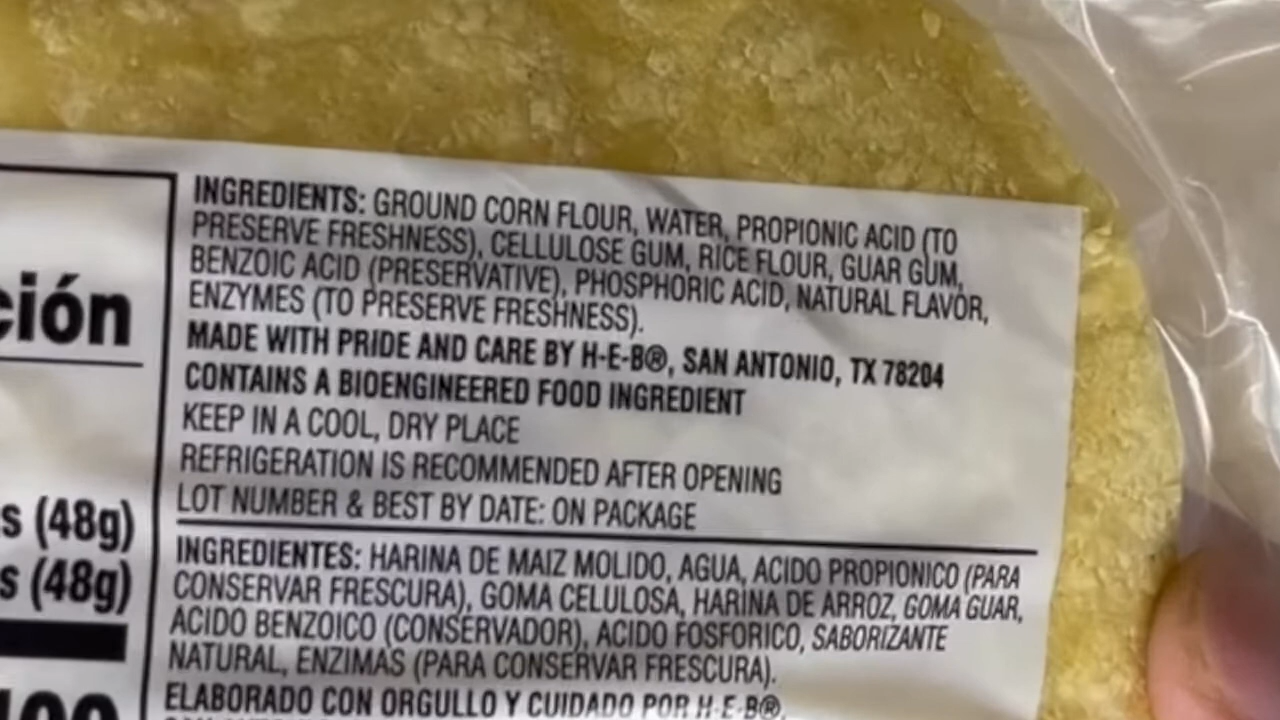 INGREDIENTS: GROUND CORN FLOUR, WATER, PROPIONIC ACID (TO
PRESERVE FRESHNESS), CELLULOSE GUM, RICE FLOUR, GUAR GUM,
BENZOIC ACID (PRESERVATIVE), PHOSPHORIC ACID, NATURAL FLAVOR,
ENZYMES (TO PRESERVE FRESHNESS).
MADE WITH PRIDE AND CARE BY H-E-B®, SAN ANTONIO, TX 78204
CONTAINS A BIOENGINEERED FOOD INGREDIENT
KEEP IN A COOL, DRY PLACE
REFRIGERATION IS RECOMMENDED AFTER OPENING
LOT NUMBER & BEST BY DATE: ON PACKAGE
INGREDIENTES: HARINA DE MAIZ MOLIDO, AGUA, ACIDO PROPIONICO (PARA
CONSERVAR FRESCURA), GOMA CELULOSA, HARINA DE ARROZ, GOMA GUAR,
ACIDO BENZOICO (CONSERVADOR), ACIDO FOSFORICO, SABORIZANTE
NATURAL, ENZIMAS (PARA CONSERVAR FRESCURA).
ELABORADO CON ORGULLO Y CUIDADO POR H-E-B®,
ción
s (48g)
s (48g)